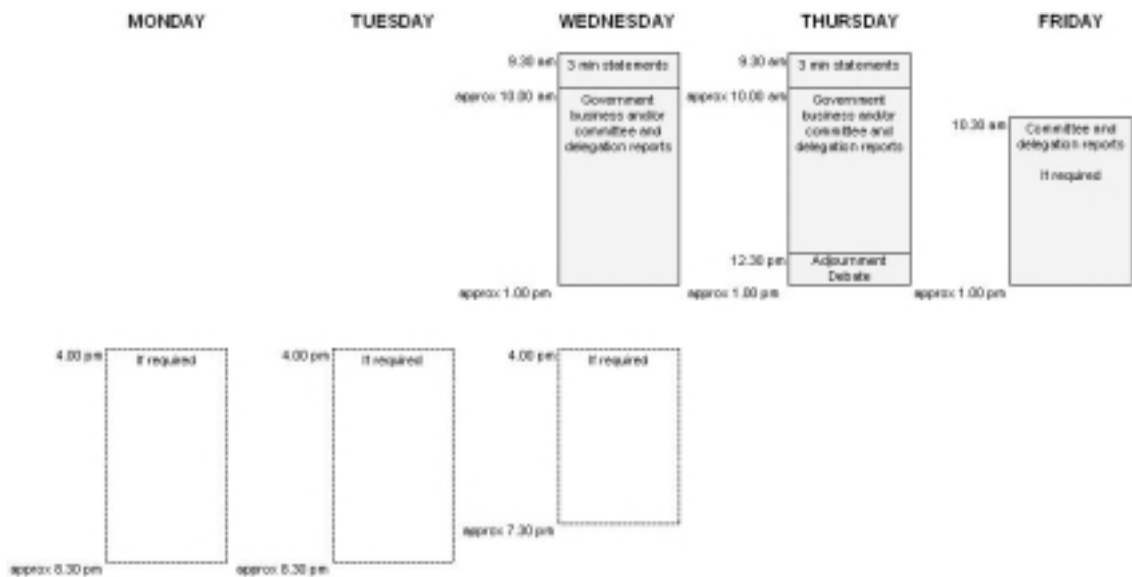 MONDAY
TUESDAY
WEDNESDAY
THURSDAY
FRIDAY
9.30 am
3 min statements
approx 10.00 am
Government
business and/or
committee and
delegation reports
approx 1.00 pm
9.30 am
3 min statements
approx 10.00 am
Government
business and/or
committee and
delegation reports
12.30 pm
Adjournment
Debate
approx 1.00 pm
10.30 am
Committee and
delegation reports
If required
approx 1.00 pm
4.00 pm
If required
approx 8.30 pm
4.00 pm
If required
approx 8.30 pm
4.00 pm
If required
approx 7.30 pm